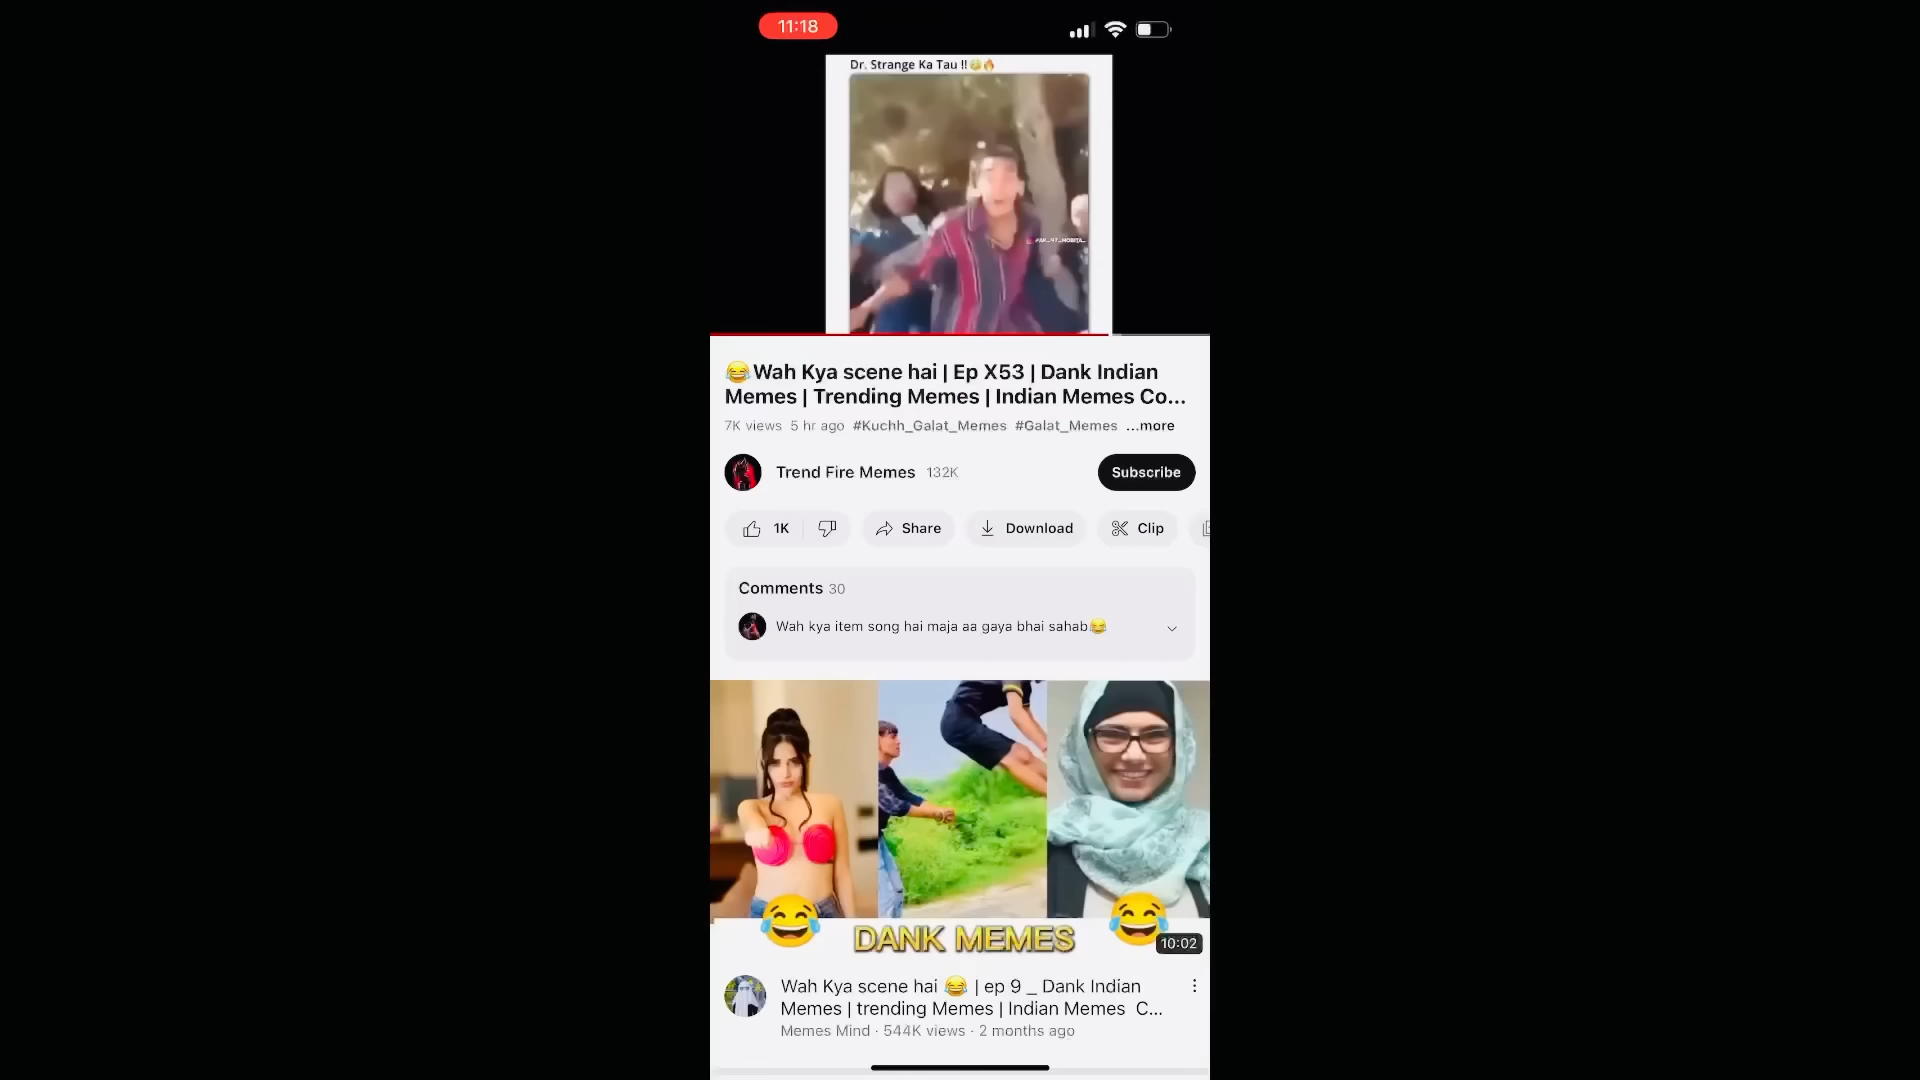 11:18
Dr. Strange Ka Tau !!🤣🔥
😂Wah Kya scene hai | Ep X53 | Dank Indian
Memes | Trending Memes | Indian Memes Co...
7K views 5 hr ago #Kuchh_Galat_Memes #Galat_Memes ...more
Trend Fire Memes 132K
Subscribe
1K
Share
Download
Clip
Comments 30
Wah kya item song hai maja aa gaya bhai sahab😂
DANK MEMES
10:02
Wah Kya scene hai 😂 | ep 9 _ Dank Indian
Memes | trending Memes | Indian Memes C...
Memes Mind · 544K views · 2 months ago